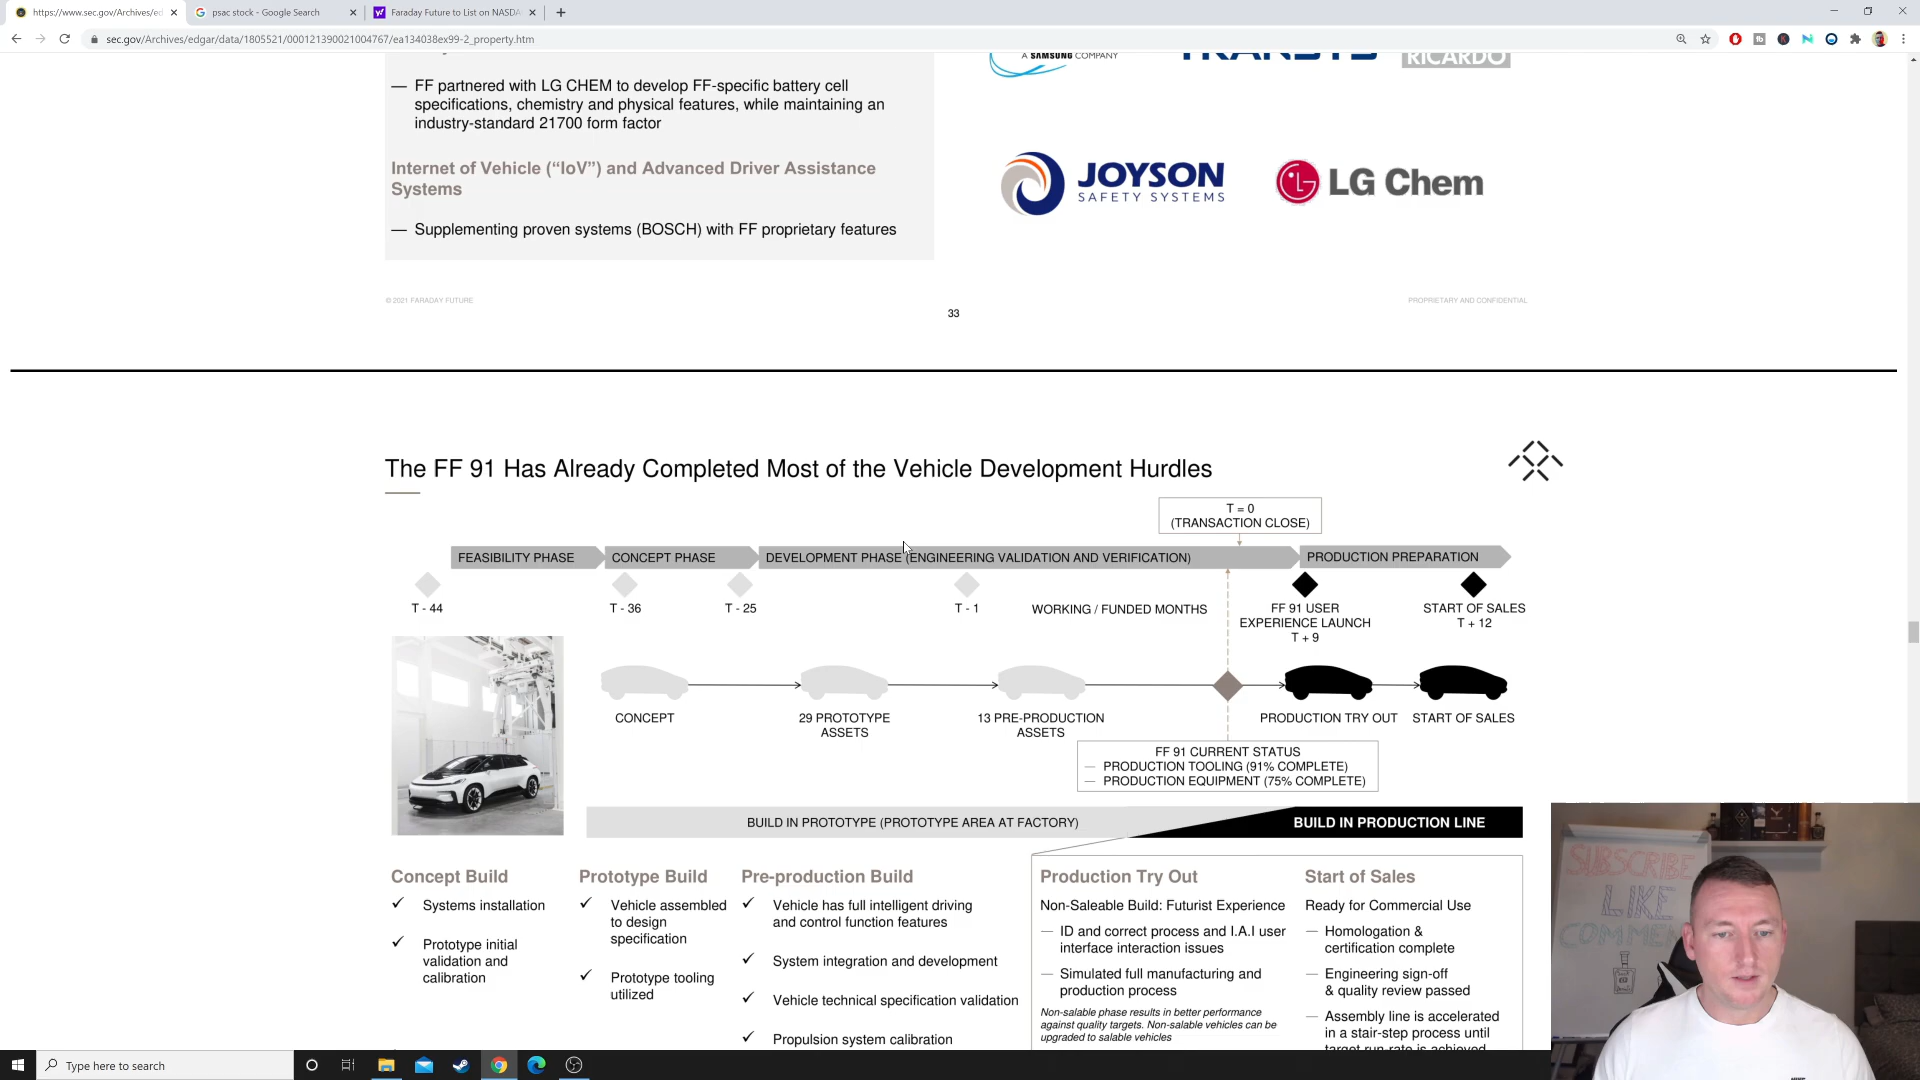 https://www.sec.gov/Archives/ed
psac stock - Google Search
Faraday Future to List on NASDA
sec.gov/Archives/edgar/data/1805521/000121390021004767/ea134038ex99-2_property.htm
A SAMSUNG COMPANY
RICARDO
— FF partnered with LG CHEM to develop FF-specific battery cell
specifications, chemistry and physical features, while maintaining an
industry-standard 21700 form factor
JOYSON
SAFETY SYSTEMS
LG Chem
Internet of Vehicle (“IoV”) and Advanced Driver Assistance
Systems
— Supplementing proven systems (BOSCH) with FF proprietary features
© 2021 FARADAY FUTURE
PROPRIETARY AND CONFIDENTIAL
33
The FF 91 Has Already Completed Most of the Vehicle Development Hurdles
T = 0
(TRANSACTION CLOSE)
FEASIBILITY PHASE
CONCEPT PHASE
DEVELOPMENT PHASE (ENGINEERING VALIDATION AND VERIFICATION)
PRODUCTION PREPARATION
T - 44
T - 36
T - 25
T - 1
WORKING / FUNDED MONTHS
FF 91 USER
EXPERIENCE LAUNCH
T + 9
START OF SALES
T + 12
CONCEPT
29 PROTOTYPE
ASSETS
13 PRE-PRODUCTION
ASSETS
PRODUCTION TRY OUT
START OF SALES
FF 91 CURRENT STATUS
— PRODUCTION TOOLING (91% COMPLETE)
— PRODUCTION EQUIPMENT (75% COMPLETE)
BUILD IN PROTOTYPE (PROTOTYPE AREA AT FACTORY)
BUILD IN PRODUCTION LINE
Concept Build
✓ Systems installation
✓ Prototype initial
validation and
calibration
Prototype Build
✓ Vehicle assembled
to design
specification
✓ Prototype tooling
utilized
Pre-production Build
✓ Vehicle has full intelligent driving
and control function features
✓ System integration and development
✓ Vehicle technical specification validation
✓ Propulsion system calibration
Production Try Out
Non-Saleable Build: Futurist Experience
— ID and correct process and I.A.I user
interface interaction issues
— Simulated full manufacturing and
production process
Non-salable phase results in better performance
against quality targets. Non-salable vehicles can be
upgraded to salable vehicles
Start of Sales
Ready for Commercial Use
— Homologation &
certification complete
— Engineering sign-off
& quality review passed
— Assembly line is accelerated
in a stair-step process until
target run-rate is achieved
SUBSCRIBE
LIKE
COMMEN
Type here to search